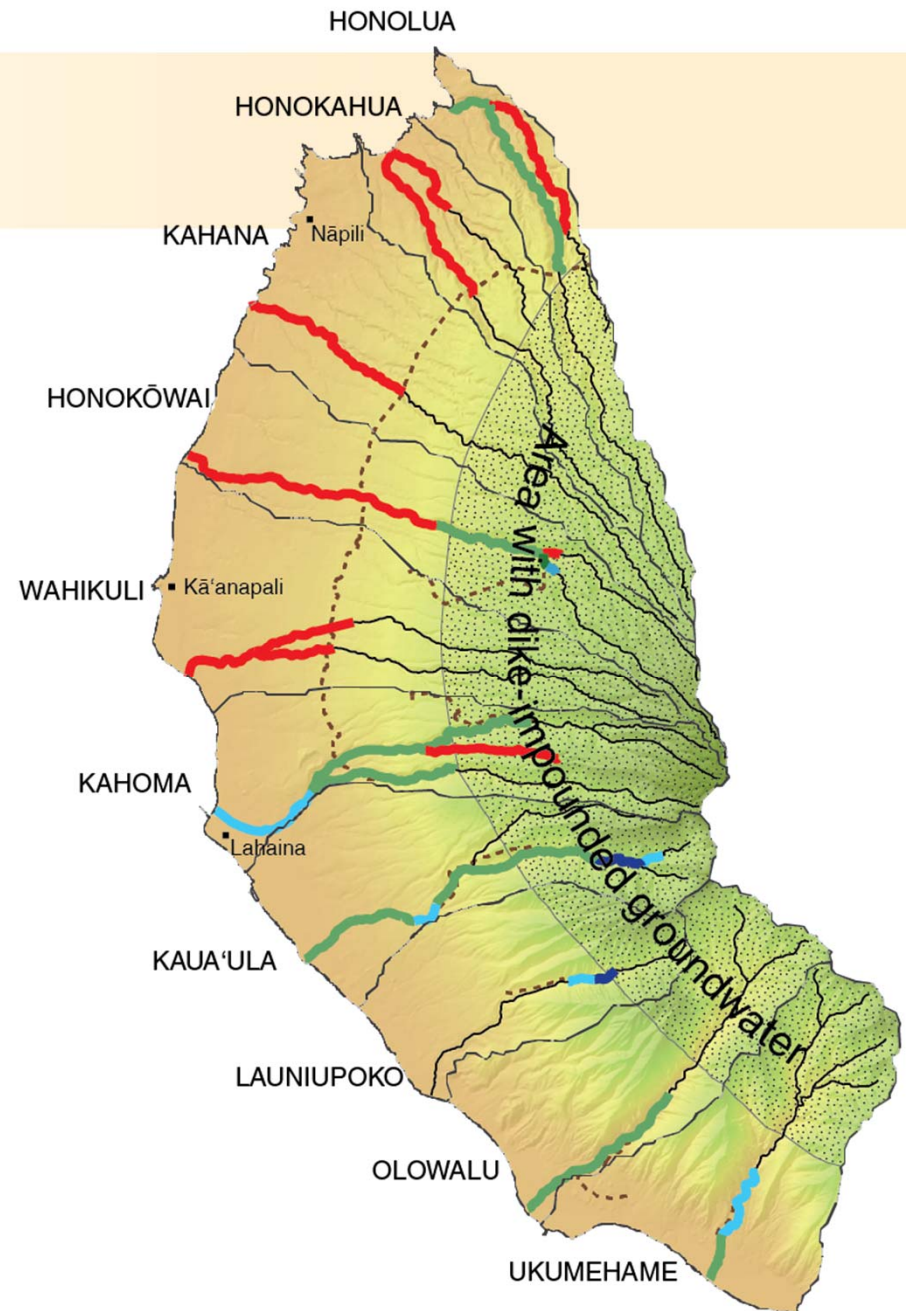 HONOLUA
HONOKAHUA
KAHANA
Nāpili
HONOKŌWAI
Area with dike-impounded groundwater
WAHIKULI
Kā‘anapali
KAHOMA
Lahaina
KAUA‘ULA
LAUNIUPOKO
OLOWALU
UKUMEHAME